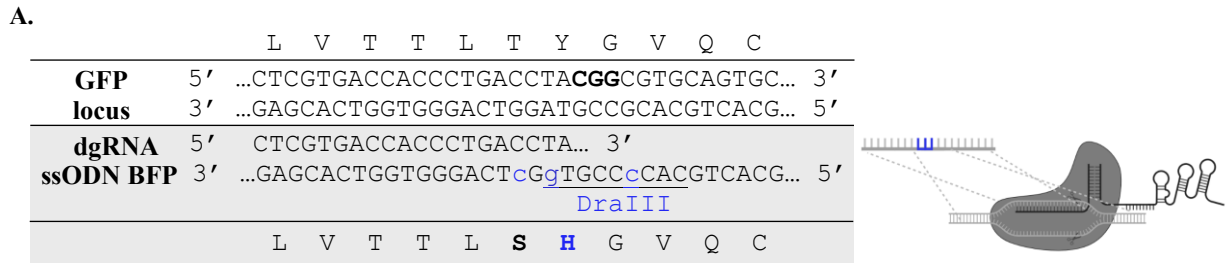 A.
L V T T L T Y G V Q C
GFP 5′ …CTCGTGACCACCCTGACCTACGGCGTGCAGTGC… 3′
locus 3′ …GAGCACTGGTGGGACTGGATGCCGCACGTCACG… 5′
dgRNA 5′ CTCGTGACCACCCTGACCTA… 3′
ssODN BFP 3′ …GAGCACTGGTGGGACTcGgTGCCcCACGTCACG… 5′
DraIII
L V T T L S H G V Q C